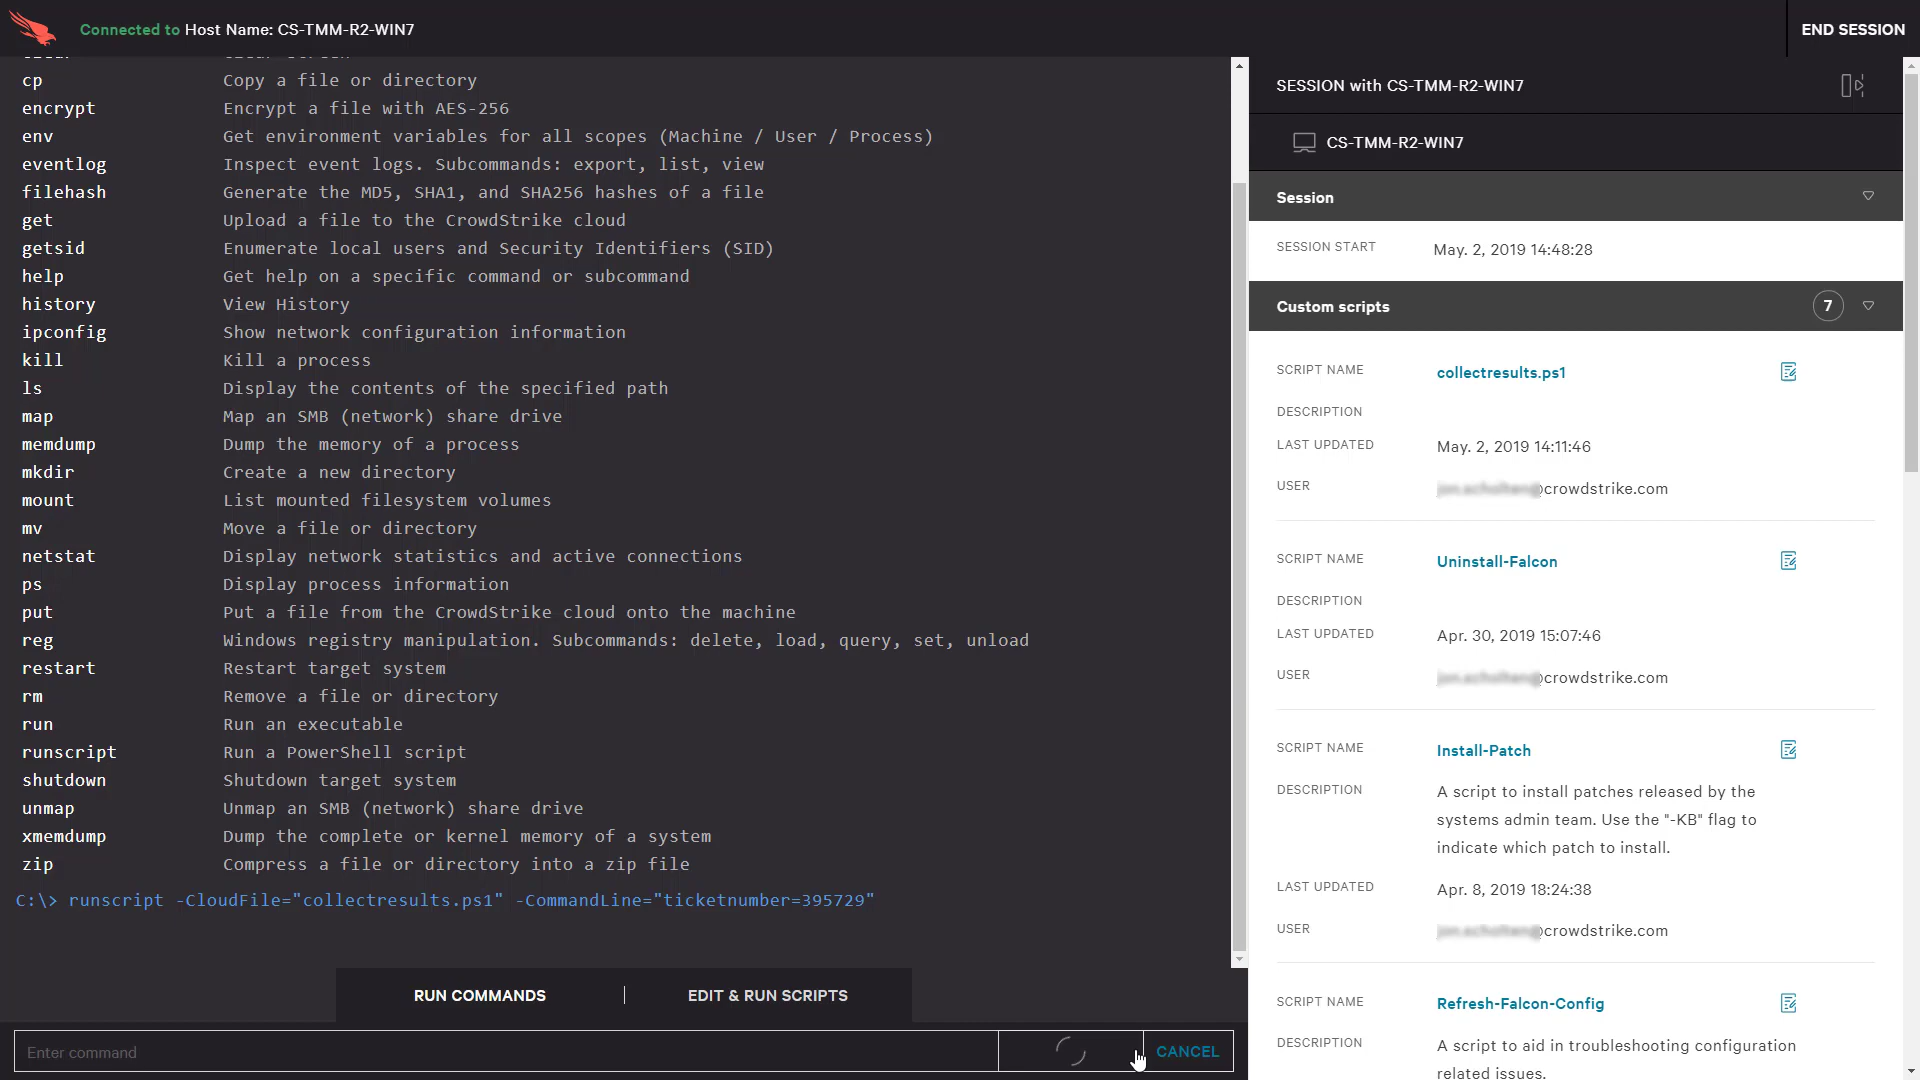 Connected to Host Name: CS-TMM-R2-WIN7
END SESSION
cp Copy a file or directory
encrypt Encrypt a file with AES-256
env Get environment variables for all scopes (Machine / User / Process)
eventlog Inspect event logs. Subcommands: export, list, view
filehash Generate the MD5, SHA1, and SHA256 hashes of a file
get Upload a file to the CrowdStrike cloud
getsid Enumerate local users and Security Identifiers (SID)
help Get help on a specific command or subcommand
history View History
ipconfig Show network configuration information
kill Kill a process
ls Display the contents of the specified path
map Map an SMB (network) share drive
memdump Dump the memory of a process
mkdir Create a new directory
mount List mounted filesystem volumes
mv Move a file or directory
netstat Display network statistics and active connections
ps Display process information
put Put a file from the CrowdStrike cloud onto the machine
reg Windows registry manipulation. Subcommands: delete, load, query, set, unload
restart Restart target system
rm Remove a file or directory
run Run an executable
runscript Run a PowerShell script
shutdown Shutdown target system
unmap Unmap an SMB (network) share drive
xmemdump Dump the complete or kernel memory of a system
zip Compress a file or directory into a zip file
C:\> runscript -CloudFile="collectresults.ps1" -CommandLine="ticketnumber=395729"
RUN COMMANDS | EDIT & RUN SCRIPTS
Enter command
CANCEL
SESSION with CS-TMM-R2-WIN7
CS-TMM-R2-WIN7
Session
SESSION START May. 2, 2019 14:48:28
Custom scripts 7
SCRIPT NAME collectresults.ps1
DESCRIPTION
LAST UPDATED May. 2, 2019 14:11:46
USER @crowdstrike.com
SCRIPT NAME Uninstall-Falcon
DESCRIPTION
LAST UPDATED Apr. 30, 2019 15:07:46
USER @crowdstrike.com
SCRIPT NAME Install-Patch
DESCRIPTION A script to install patches released by the
systems admin team. Use the "-KB" flag to
indicate which patch to install.
LAST UPDATED Apr. 8, 2019 18:24:38
USER @crowdstrike.com
SCRIPT NAME Refresh-Falcon-Config
DESCRIPTION A script to aid in troubleshooting configuration
related issues.